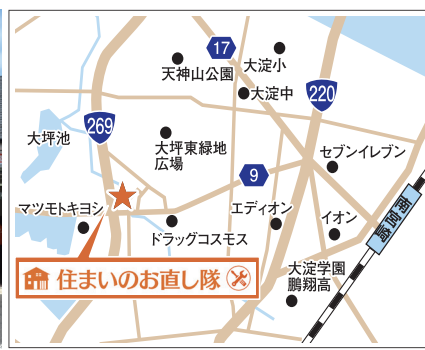 17
天神山公園
大淀小
大淀中
220
269
大坪池
大坪東緑地
広場
9
セブンイレブン
南宮崎
マツモトキヨシ
ドラッグコスモス
エディオン
イオン
大淀学園
鵬翔高
住まいのお直し隊